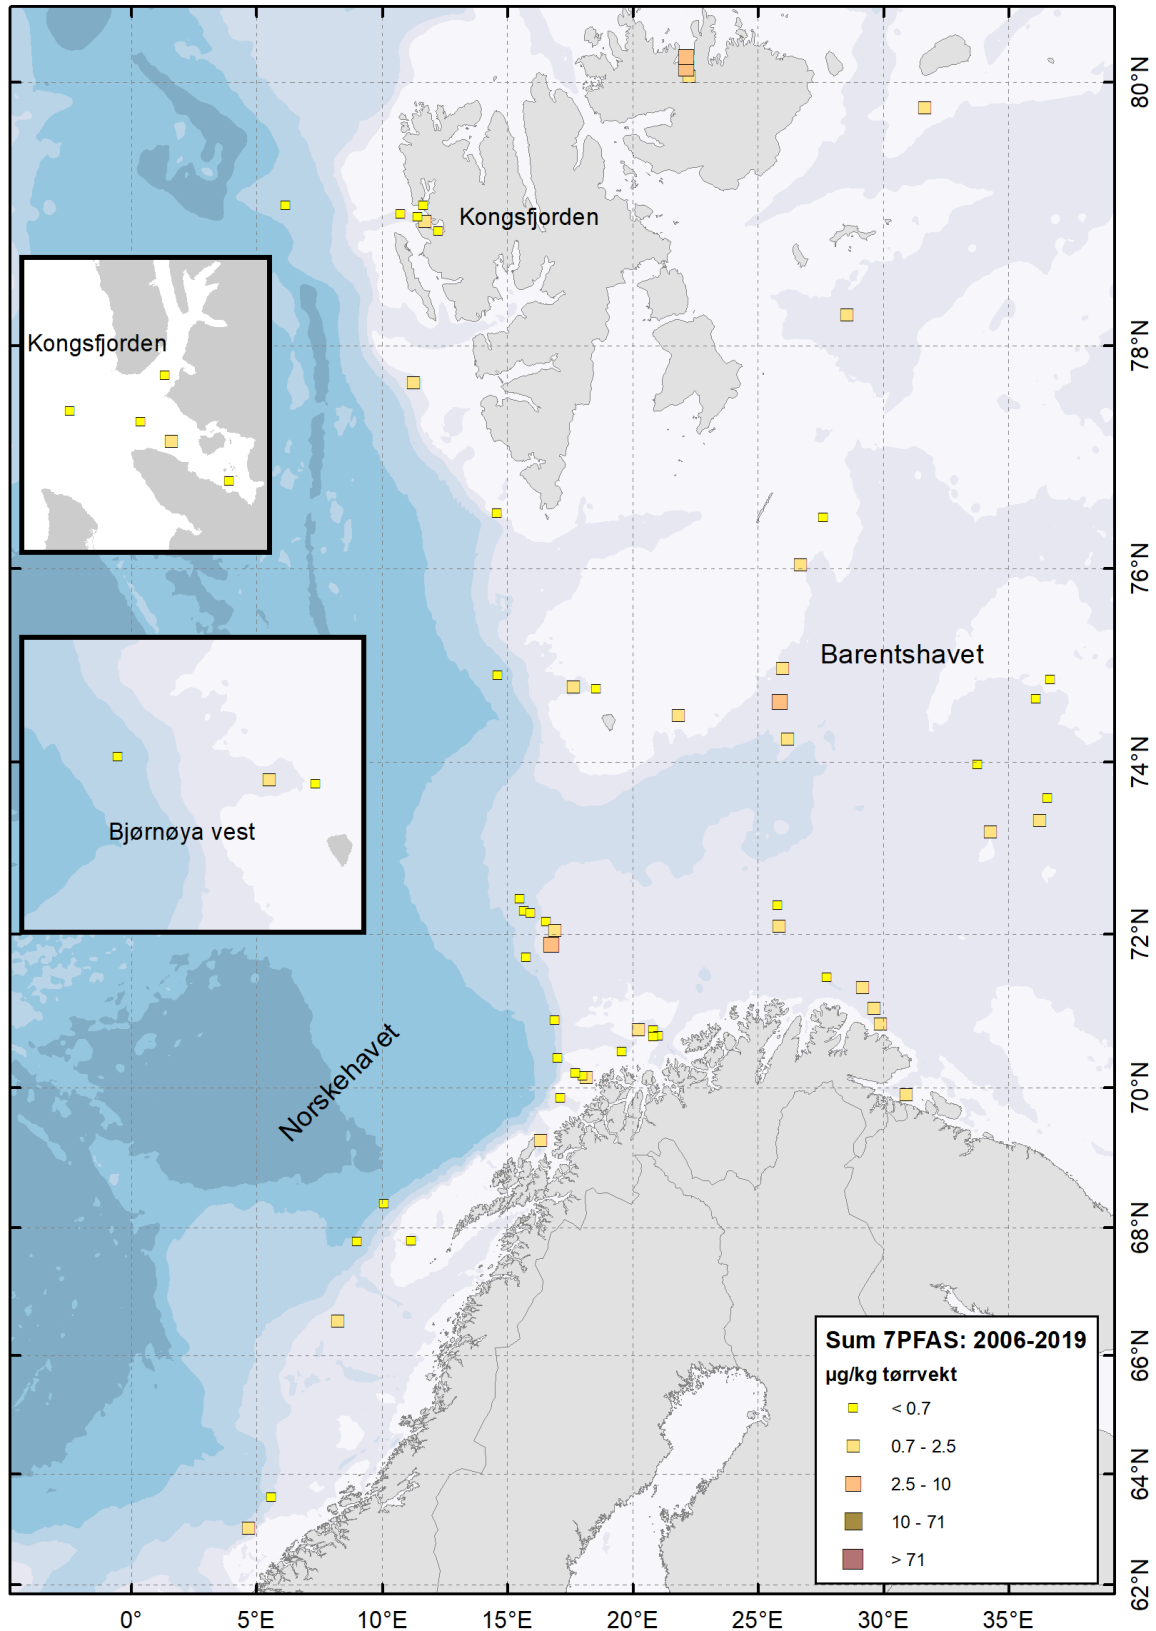 80°N
Kongsfjorden
Kongsfjorden
78°N
76°N
Barentshavet
74°N
Bjørnøya vest
72°N
Norskehavet
70°N
68°N
66°N
64°N
62°N
Sum 7PFAS: 2006-2019
µg/kg tørrvekt
< 0.7
0.7 - 2.5
2.5 - 10
10 - 71
> 71
0° 5°E 10°E 15°E 20°E 25°E 30°E 35°E